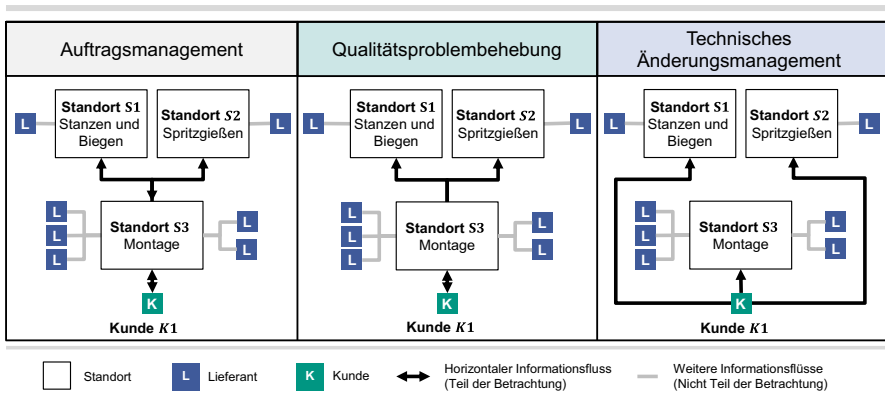 Auftragsmanagement
Qualitätsproblembehebung
Technisches
Änderungsmanagement
Standort S1
Stanzen und
Biegen
Standort S2
Spritzgießen
L
L
L
L
L
Standort S3
Montage
L
L
K
Kunde K1
Standort S1
Stanzen und
Biegen
Standort S2
Spritzgießen
L
L
L
L
L
Standort S3
Montage
L
L
K
Kunde K1
Standort S1
Stanzen und
Biegen
Standort S2
Spritzgießen
L
L
L
L
L
Standort S3
Montage
L
L
K
Kunde K1
Standort
L
Lieferant
K
Kunde
Horizontaler Informationsfluss
(Teil der Betrachtung)
Weitere Informationsflüsse
(Nicht Teil der Betrachtung)